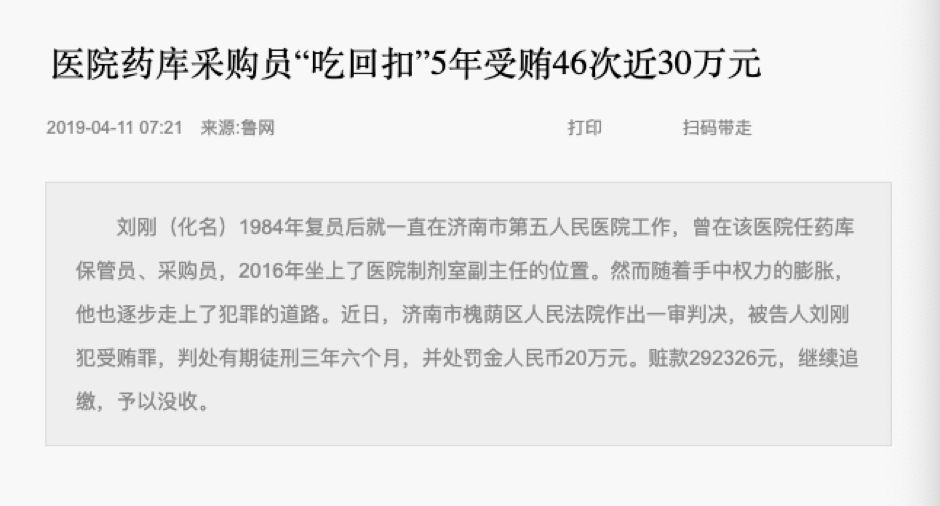 医院药库采购员“吃回扣”5年受贿46次近30万元
2019-04-11 07:21 来源:鲁网 打印 扫码带走
刘刚（化名）1984年复员后就一直在济南市第五人民医院工作，曾在该医院任药库
保管员、采购员，2016年坐上了医院制剂室副主任的位置。然而随着手中权力的膨胀，
他也逐步走上了犯罪的道路。近日，济南市槐荫区人民法院作出一审判决，被告人刘刚
犯受贿罪，判处有期徒刑三年六个月，并处罚金人民币20万元。赃款292326元，继续追
缴，予以没收。